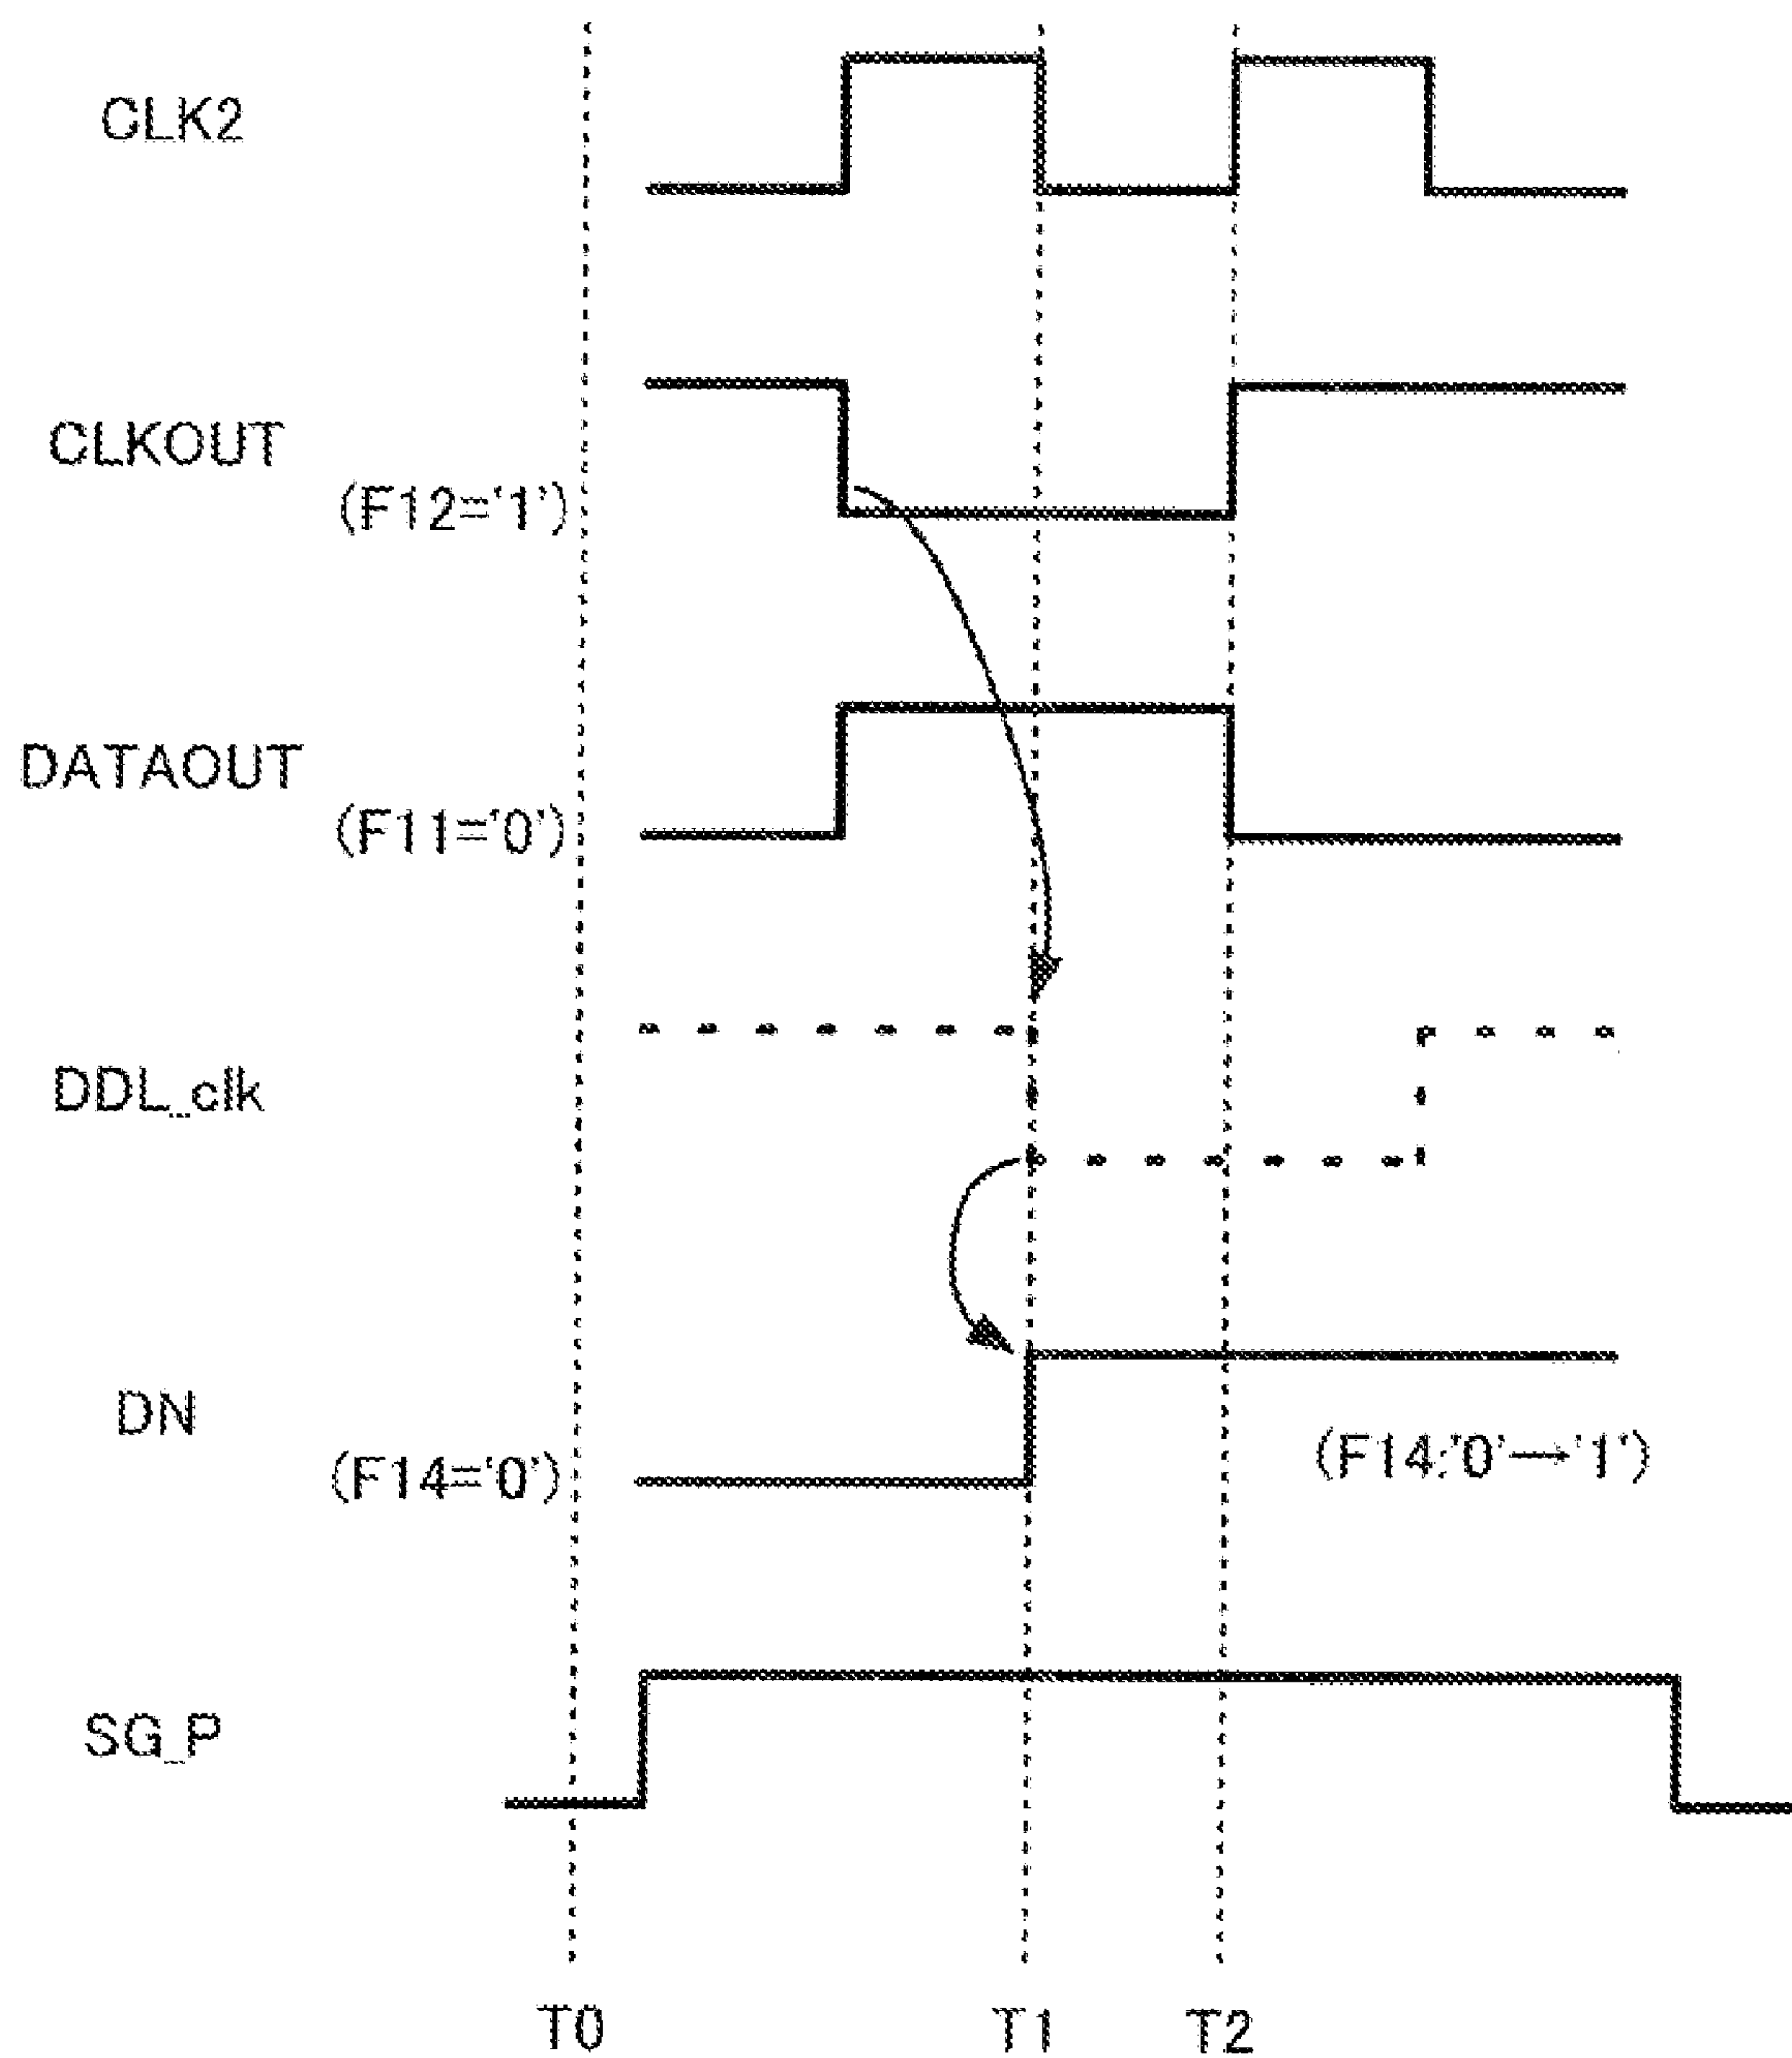 CLK2
CLKOUT
(F12='1')
DATAOUT
(F11='0')
DDL_clk
DN
(F14='0')
(F14:'0'→'1')
SG_P
T0 T1 T2